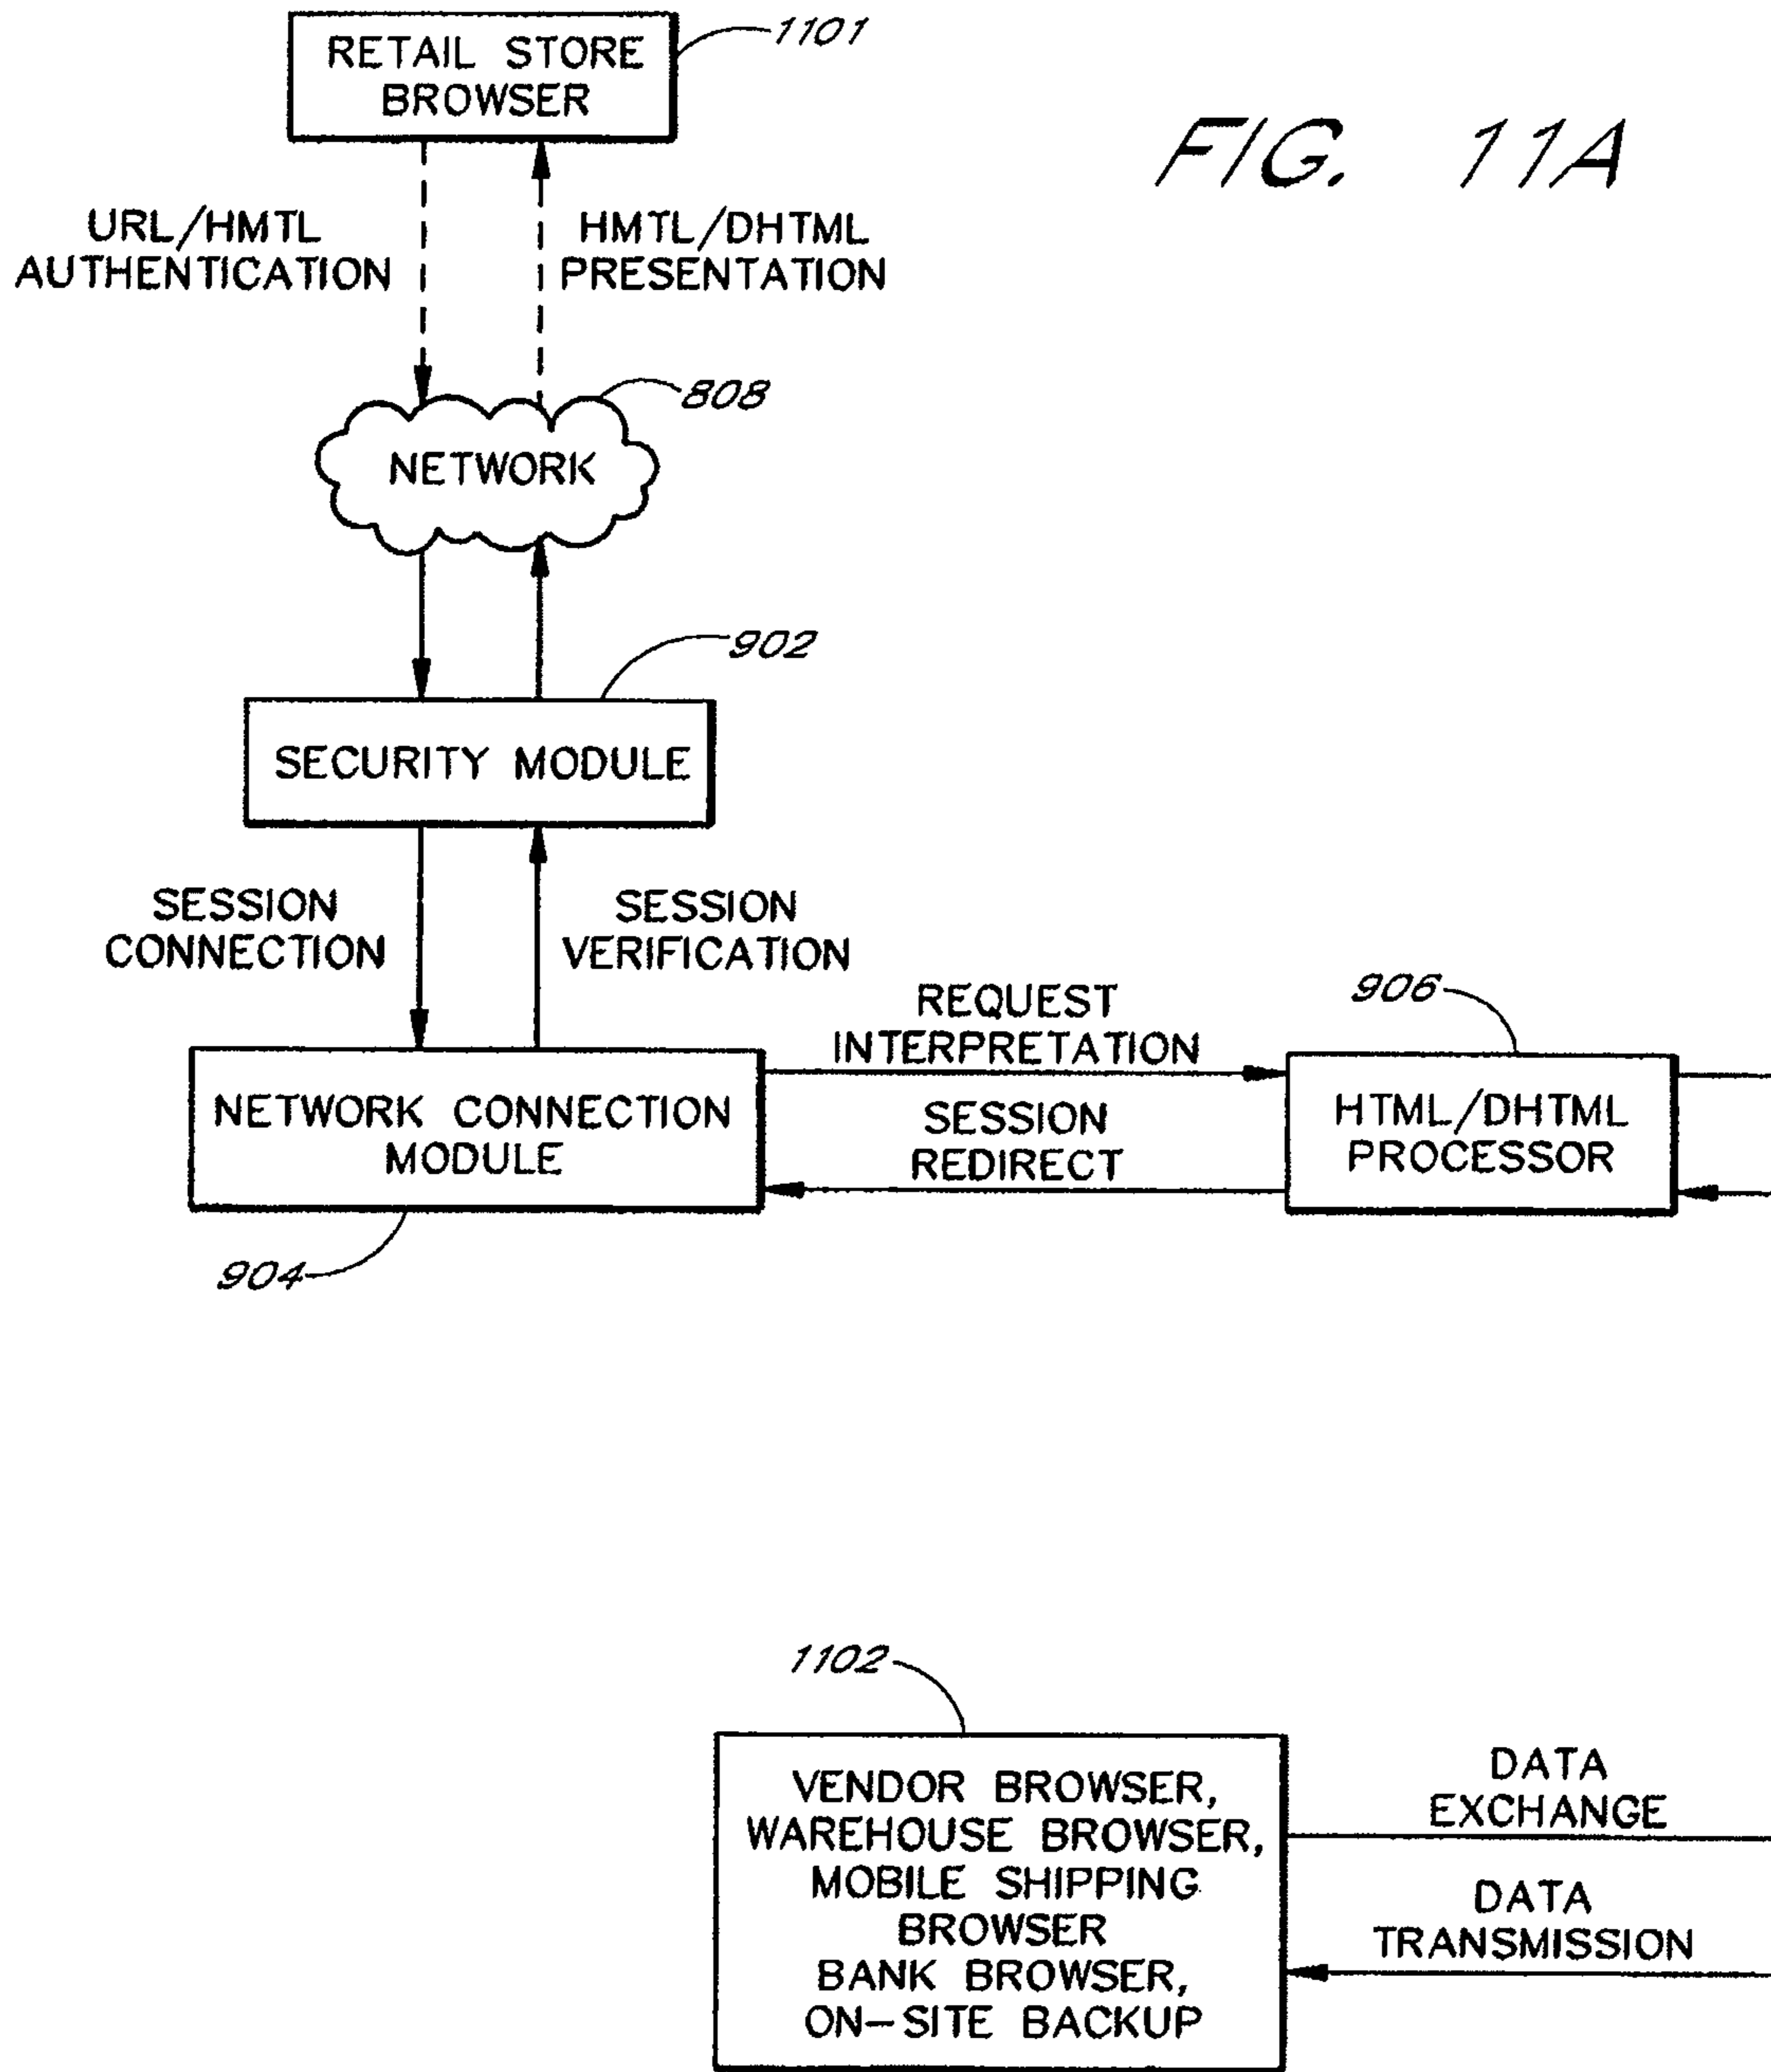 1101
RETAIL STORE
BROWSER
FIG. 11A
URL/HMTL
AUTHENTICATION
HMTL/DHTML
PRESENTATION
808
NETWORK
902
SECURITY MODULE
SESSION
CONNECTION
SESSION
VERIFICATION
REQUEST
INTERPRETATION
906
NETWORK CONNECTION
MODULE
SESSION
REDIRECT
HTML/DHTML
PROCESSOR
904
1102
VENDOR BROWSER,
WAREHOUSE BROWSER,
MOBILE SHIPPING
BROWSER
BANK BROWSER,
ON-SITE BACKUP
DATA
EXCHANGE
DATA
TRANSMISSION